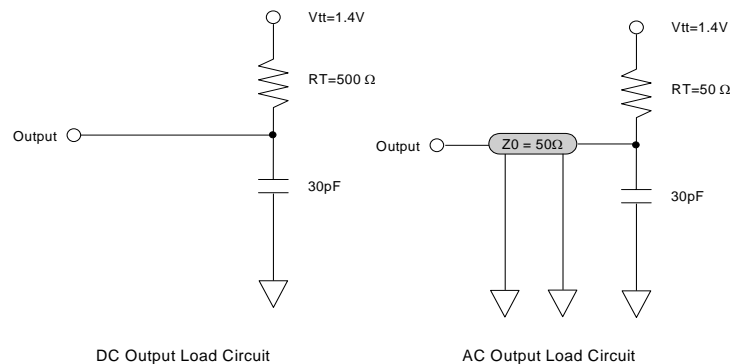 Vtt=1.4V
RT=500 Ω
Output
30pF
DC Output Load Circuit
Vtt=1.4V
RT=50 Ω
Output
Z0 = 50Ω
30pF
AC Output Load Circuit